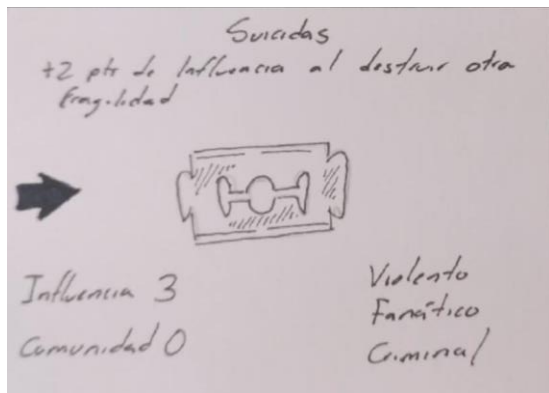 Suicidas
+2 pts de Influencia al destruir otra
Fragilidad
Influencia 3
Violento
Fanático
Comunidad 0
Criminal